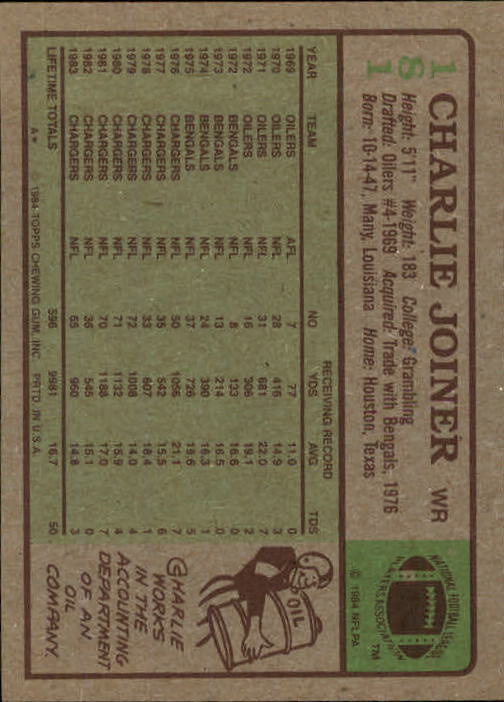 181
CHARLIE JOINER WR
Height: 5'11" Weight: 183 College: Grambling
Drafted: Oilers #4-1969 Acquired: Trade with Bengals, 1976
Born: 10-14-47, Many, Louisiana Home: Houston, Texas
NATIONAL FOOTBALL LEAGUE
PLAYERS ASSOCIATION
TM
© 1984 NFLPA
RECEIVING RECORD
YEAR TEAM NO YDS AVG TDS
1969 OILERS AFL 7 77 11.0 0
1970 OILERS NFL 28 416 14.9 3
1971 OILERS NFL 31 681 22.0 7
1972 OILERS NFL 16 306 19.1 2
1972 BENGALS NFL 8 133 16.6 0
1973 BENGALS NFL 13 214 16.5 0
1974 BENGALS NFL 24 390 16.3 1
1975 BENGALS NFL 37 726 19.6 5
1976 CHARGERS NFL 50 1056 21.1 7
1977 CHARGERS NFL 35 542 15.5 6
1978 CHARGERS NFL 33 607 18.4 1
1979 CHARGERS NFL 72 1008 14.0 4
1980 CHARGERS NFL 71 1132 15.9 4
1981 CHARGERS NFL 70 1188 17.0 7
1982 CHARGERS NFL 36 545 15.1 0
1983 CHARGERS NFL 65 960 14.8 3
LIFETIME TOTALS 596 9981 16.7 50
A* © 1984 TOPPS CHEWING GUM, INC. PRTD. IN U.S.A.
OIL
CHARLIE
WORKS
IN THE
ACCOUNTING
DEPARTMENT
OF AN
OIL
COMPANY.